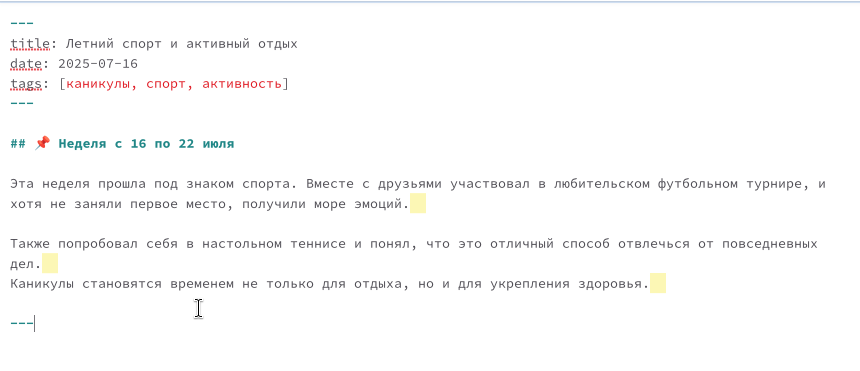 ---
title: Летний спорт и активный отдых
date: 2025-07-16
tags: [каникулы, спорт, активность]
---
## 📌 Неделя с 16 по 22 июля
Эта неделя прошла под знаком спорта. Вместе с друзьями участвовал в любительском футбольном турнире, и
хотя не заняли первое место, получили море эмоций.
Также попробовал себя в настольном теннисе и понял, что это отличный способ отвлечься от повседневных
дел.
Каникулы становятся временем не только для отдыха, но и для укрепления здоровья.
---